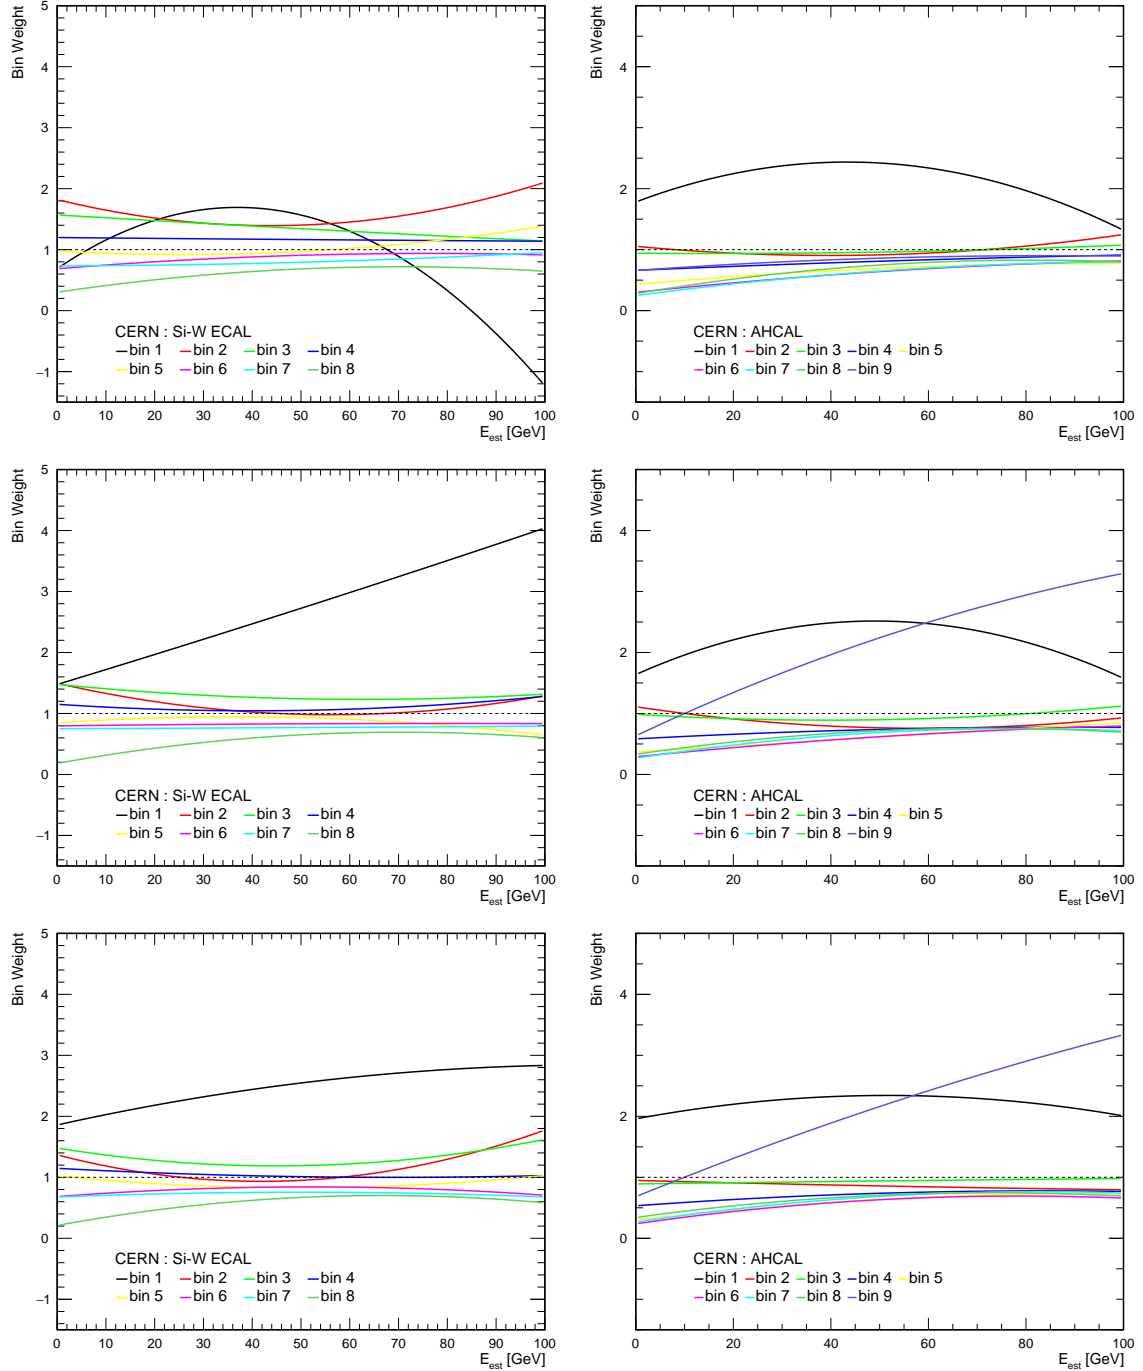 Bin Weight
5
4
3
2
1
0
−1
CERN : Si-W ECAL
bin 1 bin 2 bin 3 bin 4
bin 5 bin 6 bin 7 bin 8
0 10 20 30 40 50 60 70 80 90 100
E_est [GeV]
Bin Weight
4
2
0
CERN : AHCAL
bin 1 bin 2 bin 3 bin 4 bin 5
bin 6 bin 7 bin 8 bin 9
0 20 40 60 80 100
E_est [GeV]
Bin Weight
5
4
3
2
1
0
−1
CERN : Si-W ECAL
bin 1 bin 2 bin 3 bin 4
bin 5 bin 6 bin 7 bin 8
0 10 20 30 40 50 60 70 80 90 100
E_est [GeV]
Bin Weight
4
2
0
CERN : AHCAL
bin 1 bin 2 bin 3 bin 4 bin 5
bin 6 bin 7 bin 8 bin 9
0 20 40 60 80 100
E_est [GeV]
Bin Weight
5
4
3
2
1
0
−1
CERN : Si-W ECAL
bin 1 bin 2 bin 3 bin 4
bin 5 bin 6 bin 7 bin 8
0 10 20 30 40 50 60 70 80 90 100
E_est [GeV]
Bin Weight
4
2
0
CERN : AHCAL
bin 1 bin 2 bin 3 bin 4 bin 5
bin 6 bin 7 bin 8 bin 9
0 20 40 60 80 100
E_est [GeV]